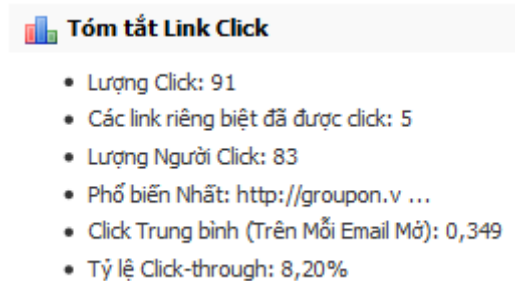 Tóm tắt Link Click
Lượng Click: 91
Các link riêng biệt đã được click: 5
Lượng Người Click: 83
Phổ biến Nhất: http://groupon.v ...
Click Trung bình (Trên Mỗi Email Mở): 0,349
Tỷ lệ Click-through: 8,20%